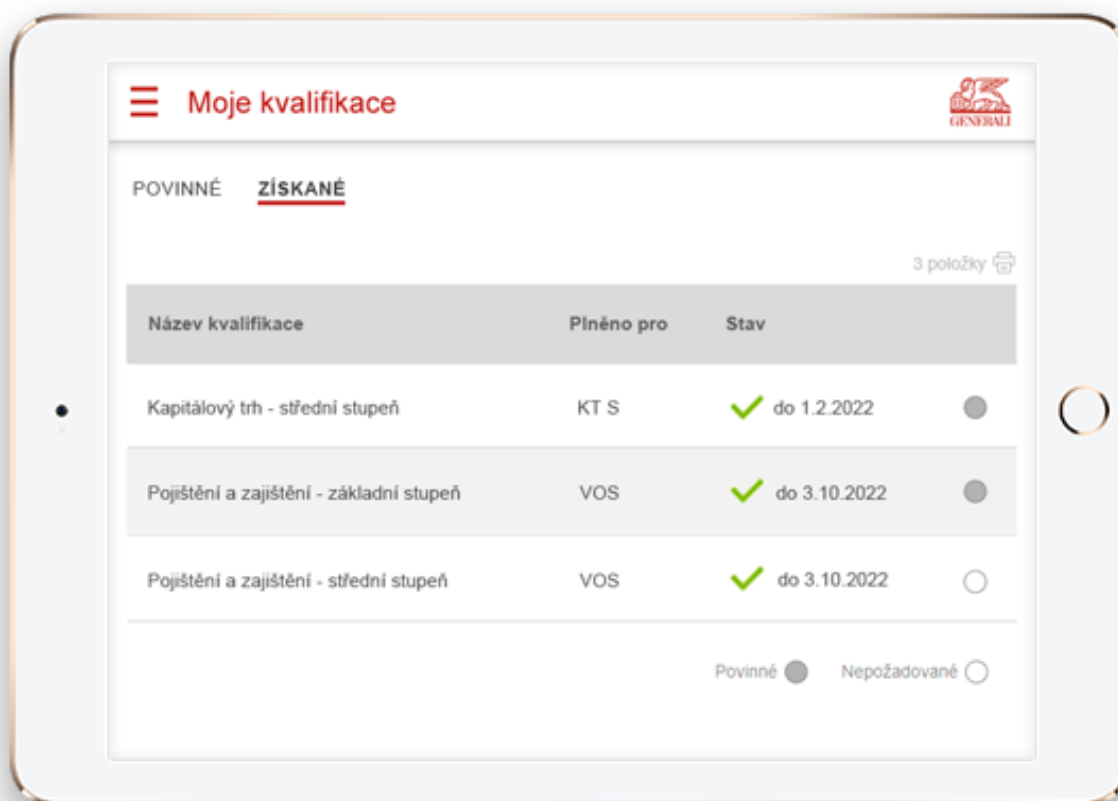 Moje kvalifikace
GENERALI
POVINNÉ ZÍSKANÉ
3 položky
Název kvalifikace Plněno pro Stav
Kapitálový trh - střední stupeň KT S do 1.2.2022
Pojištění a zajištění - základní stupeň VOS do 3.10.2022
Pojištění a zajištění - střední stupeň VOS do 3.10.2022
Povinné Nepožadované